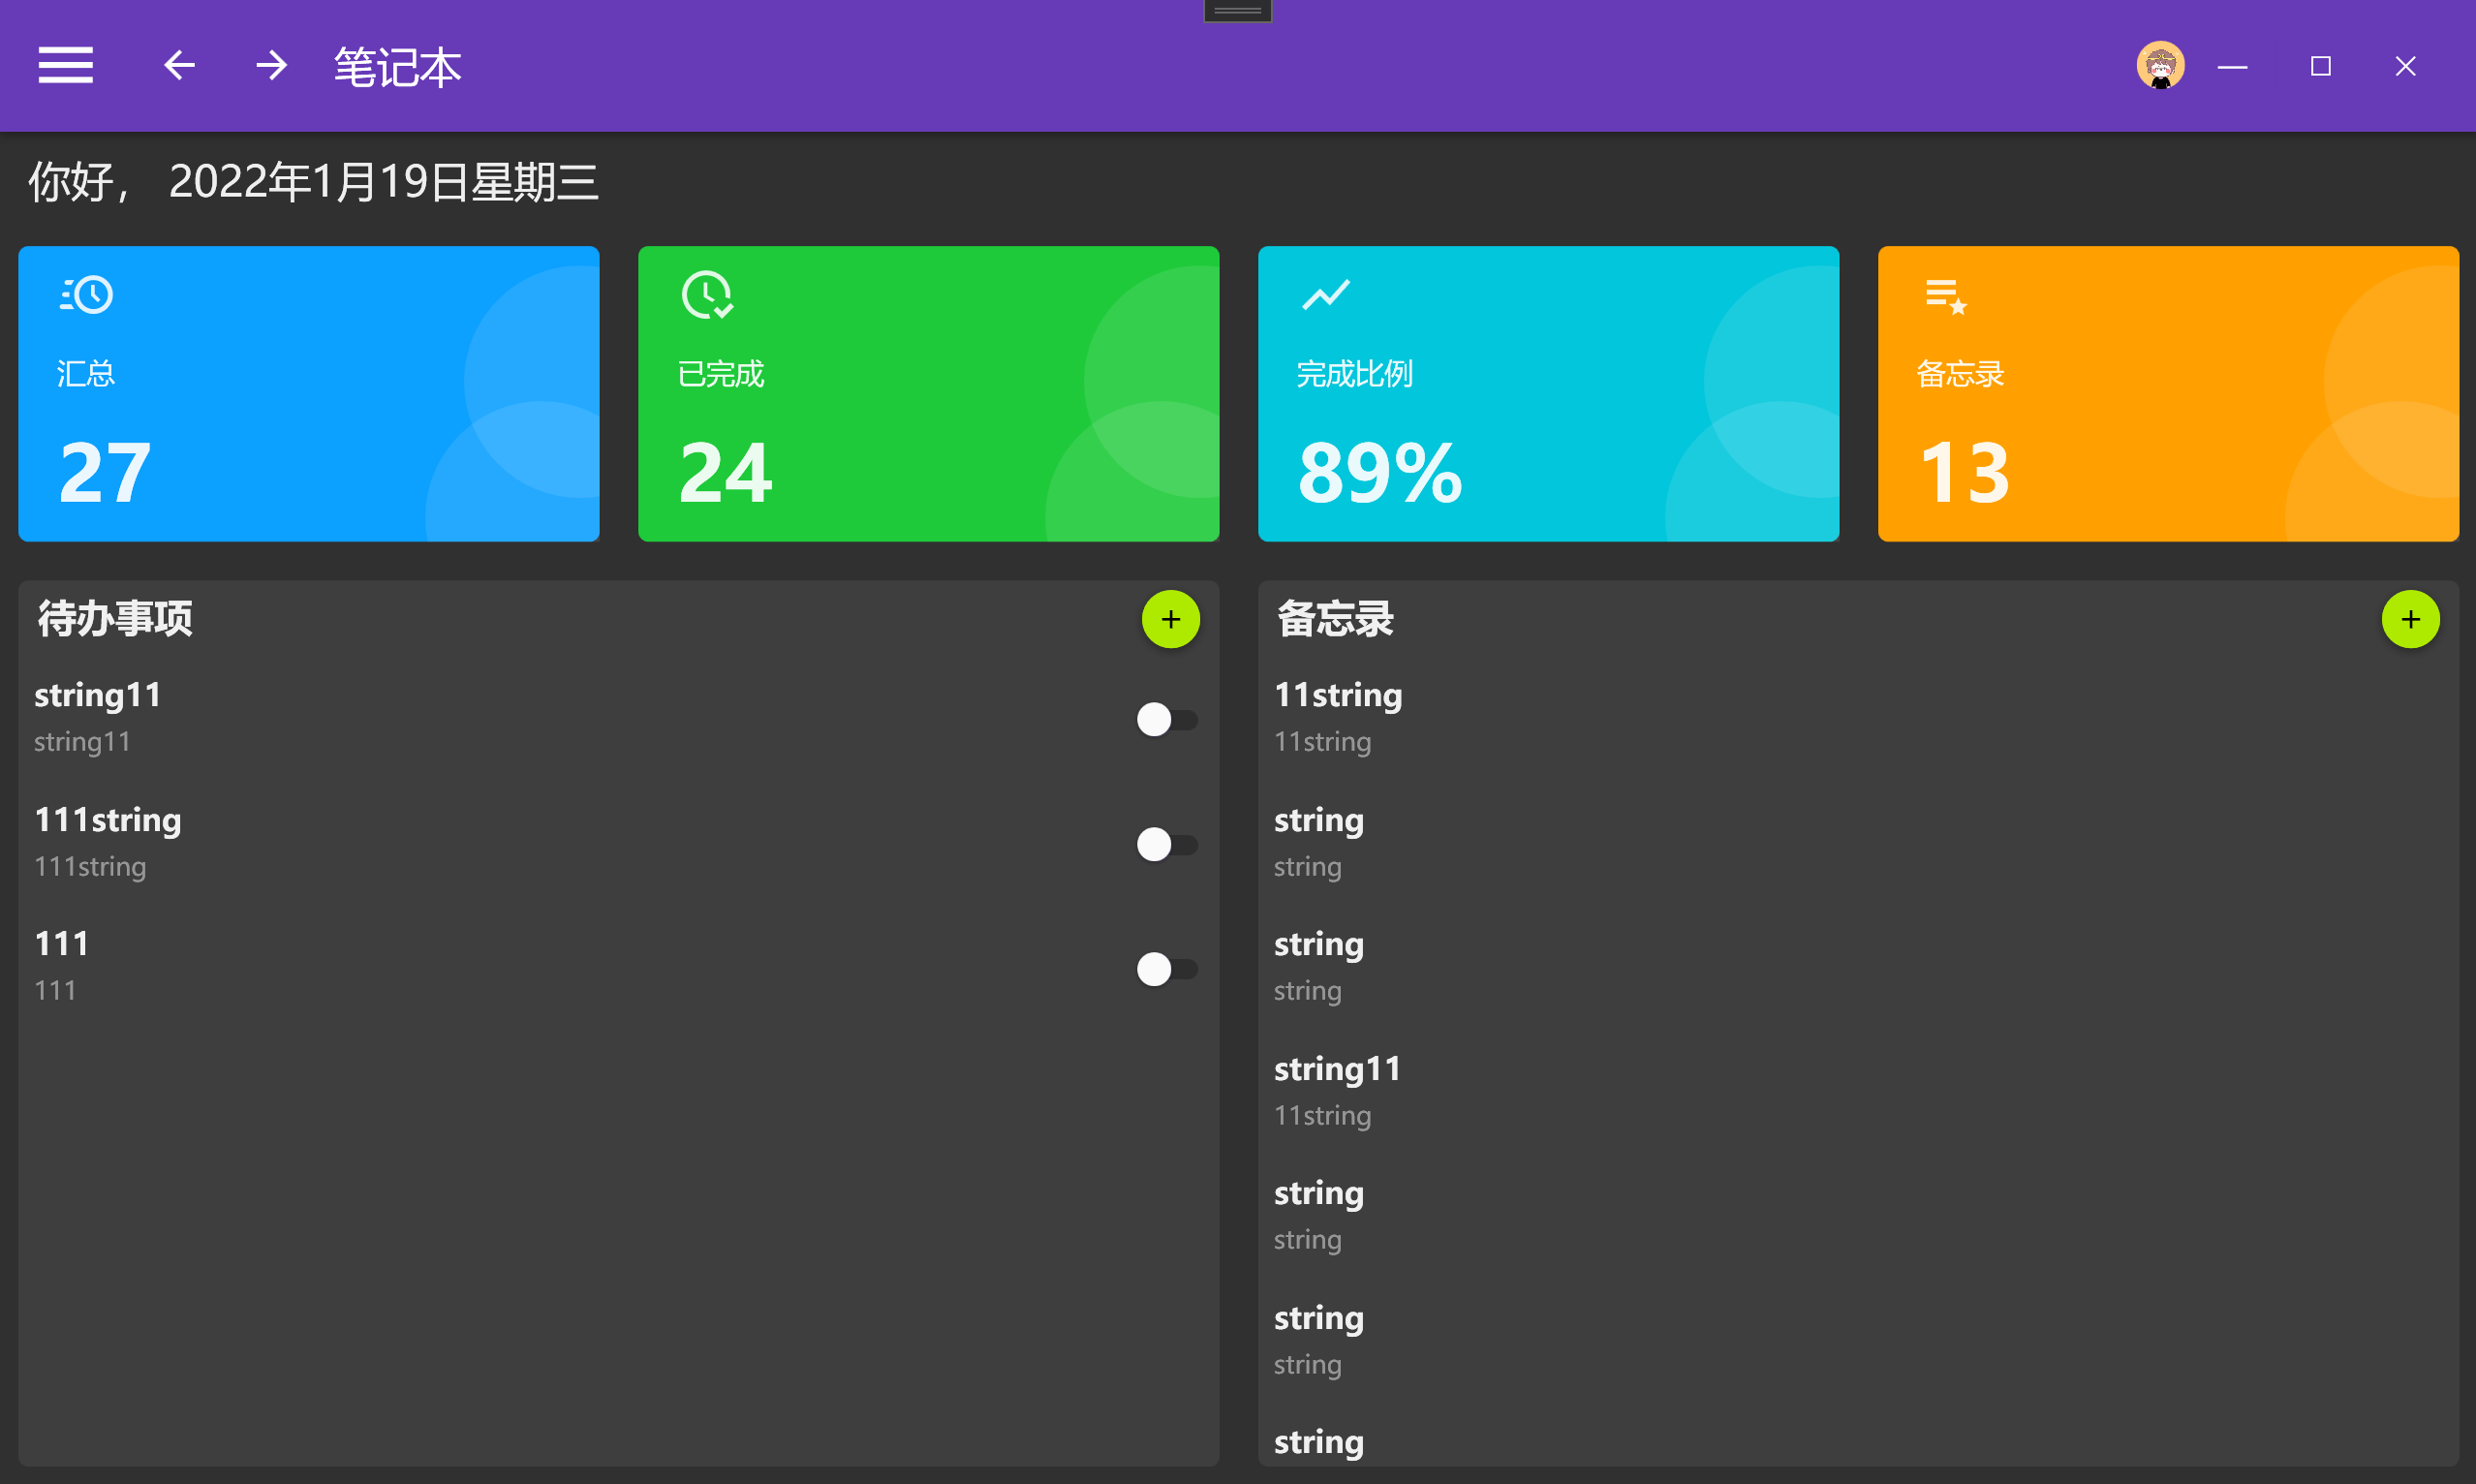 笔记本
你好， 2022年1月19日星期三
汇总
27
已完成
24
完成比例
89%
备忘录
13
待办事项
string11
string11
111string
111string
111
111
备忘录
11string
11string
string
string
string
string
string11
11string
string
string
string
string
string